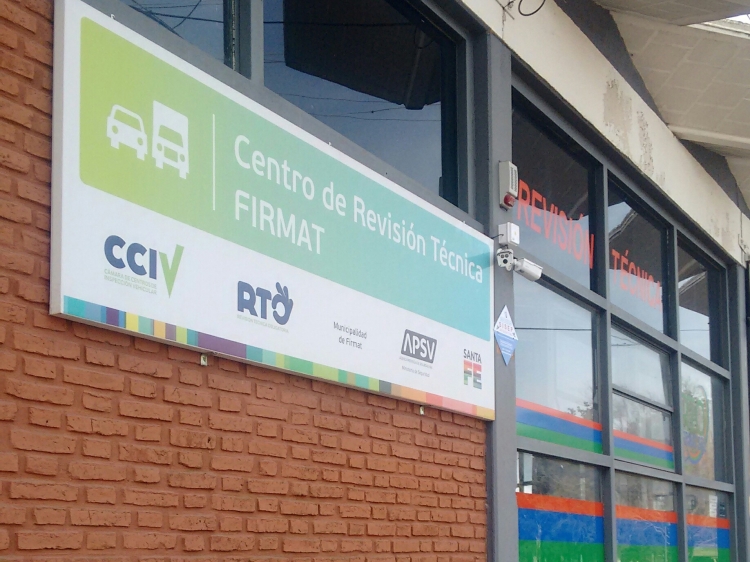 Centro de Revisión Técnica
FIRMAT
CCIV
RTO
Municipalidad
de Firmat
APSV
SANTA
FE
REVISIÓN TÉCNICA